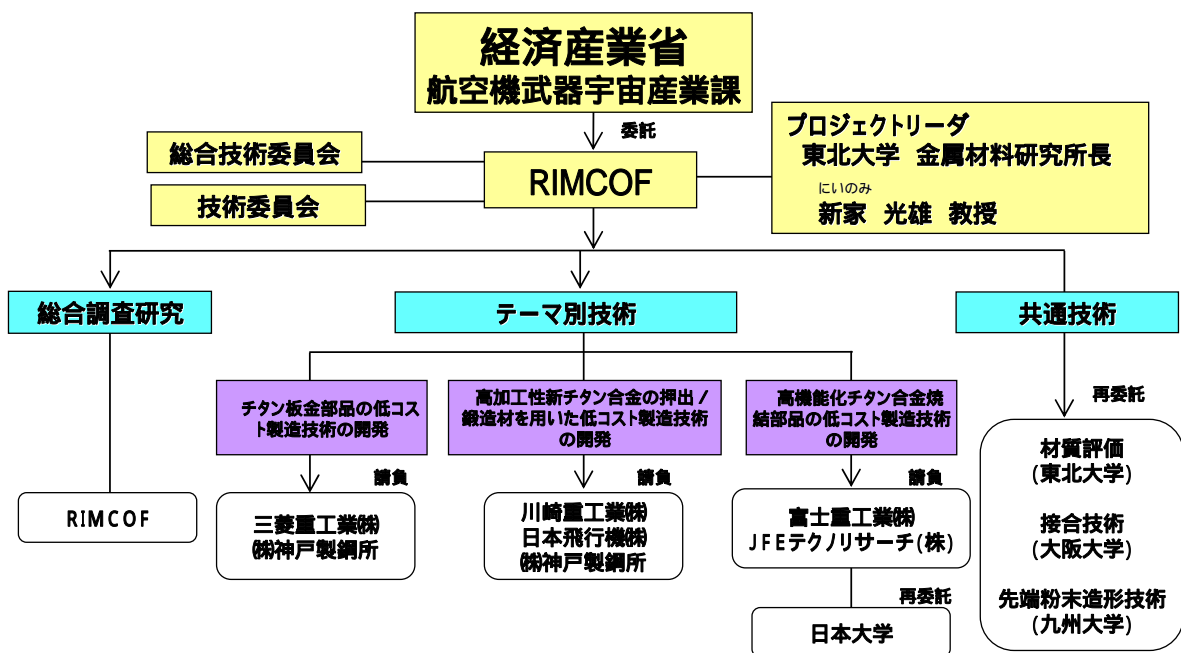 経済産業省
航空機武器宇宙産業課
委託
総合技術委員会
技術委員会
RIMCOF
プロジェクトリーダ
東北大学 金属材料研究所長
にいのみ
新家 光雄 教授
総合調査研究
テーマ別技術
共通技術
チタン板金部品の低コス
ト製造技術の開発
高加工性新チタン合金の押出/
鍛造材を用いた低コスト製造技術
の開発
高機能化チタン合金焼
結部品の低コスト製造技術
の開発
再委託
請負
請負
請負
RIMCOF
三菱重工業㈱
㈱神戸製鋼所
川崎重工業㈱
日本飛行機㈱
㈱神戸製鋼所
富士重工業㈱
JFEテクノリサーチ(株)
再委託
日本大学
材質評価
(東北大学)
接合技術
(大阪大学)
先端粉末造形技術
(九州大学)